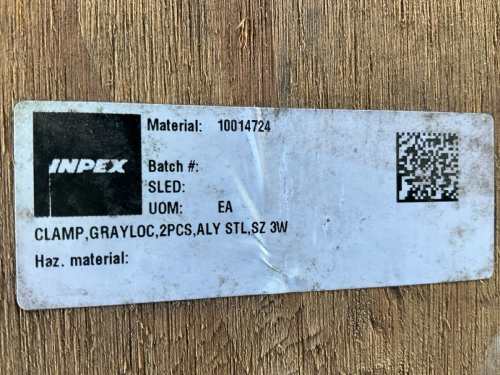 INPEX
Material: 10014724
Batch #:
SLED:
UOM: EA
CLAMP,GRAYLOC,2PCS,ALY STL,SZ 3W
Haz. material: